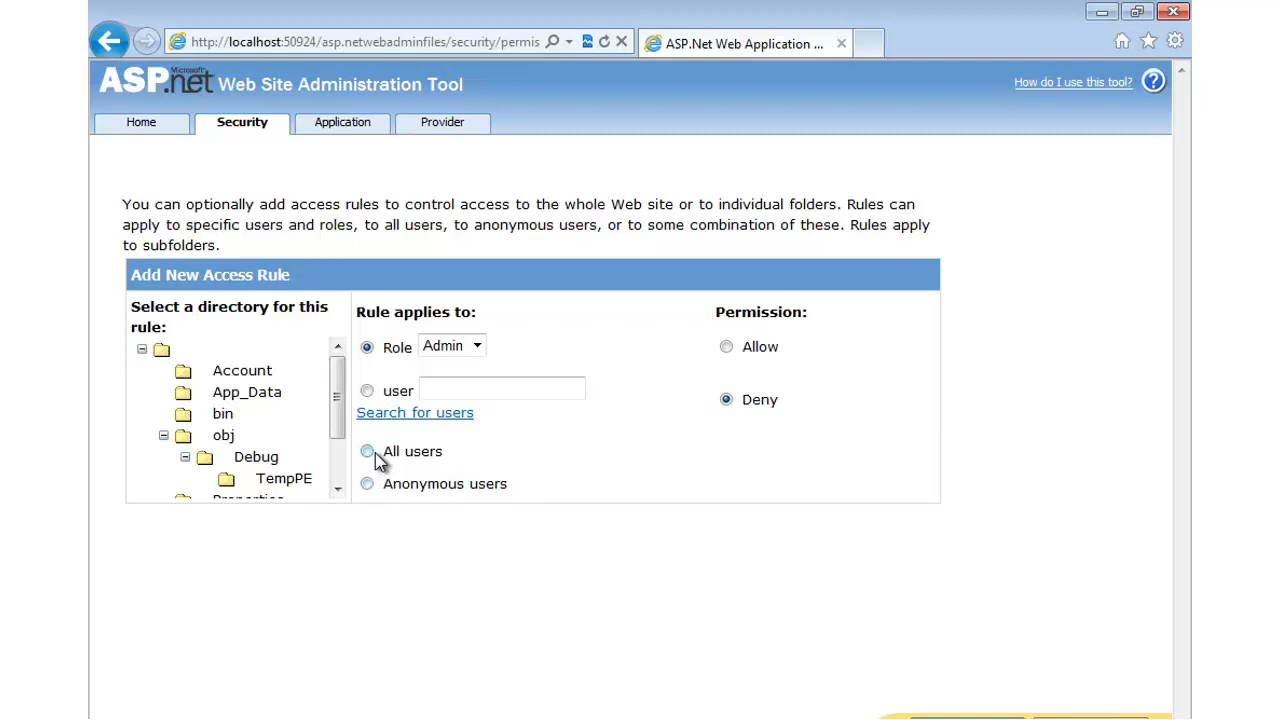 http://localhost:50924/asp.netwebadminfiles/security/permis
ASP.Net Web Application ...
Microsoft
ASP.net Web Site Administration Tool
How do I use this tool?
Home
Security
Application
Provider
You can optionally add access rules to control access to the whole Web site or to individual folders. Rules can
apply to specific users and roles, to all users, to anonymous users, or to some combination of these. Rules apply
to subfolders.
Add New Access Rule
Select a directory for this
rule:
Account
App_Data
bin
obj
Debug
TempPE
Properties
Rule applies to:
Role Admin
user
Search for users
All users
Anonymous users
Permission:
Allow
Deny